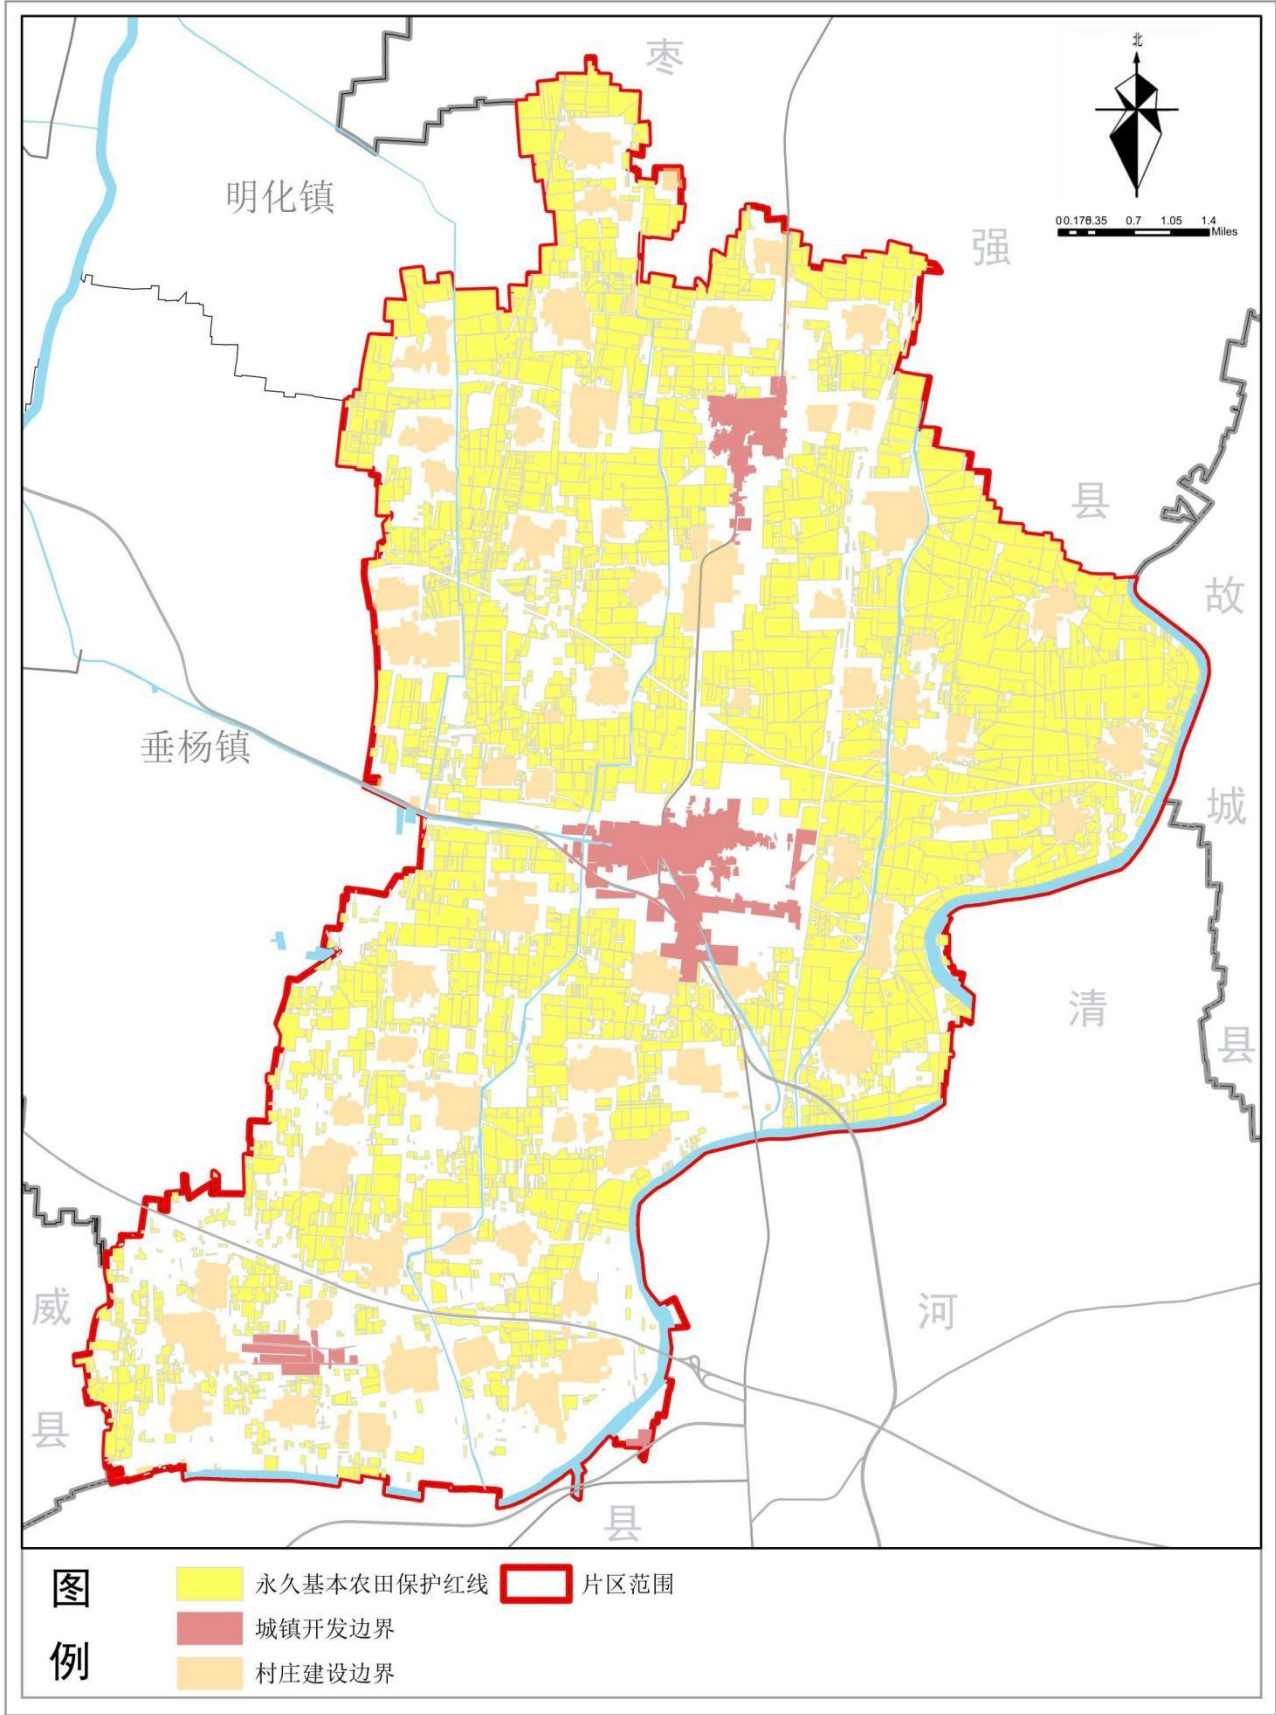 枣
北
明化镇
0 0.175 0.35 0.7 1.05 1.4
Miles
强
县
故
垂杨镇
城
清
县
威
河
县
县
图例
永久基本农田保护红线
片区范围
城镇开发边界
村庄建设边界